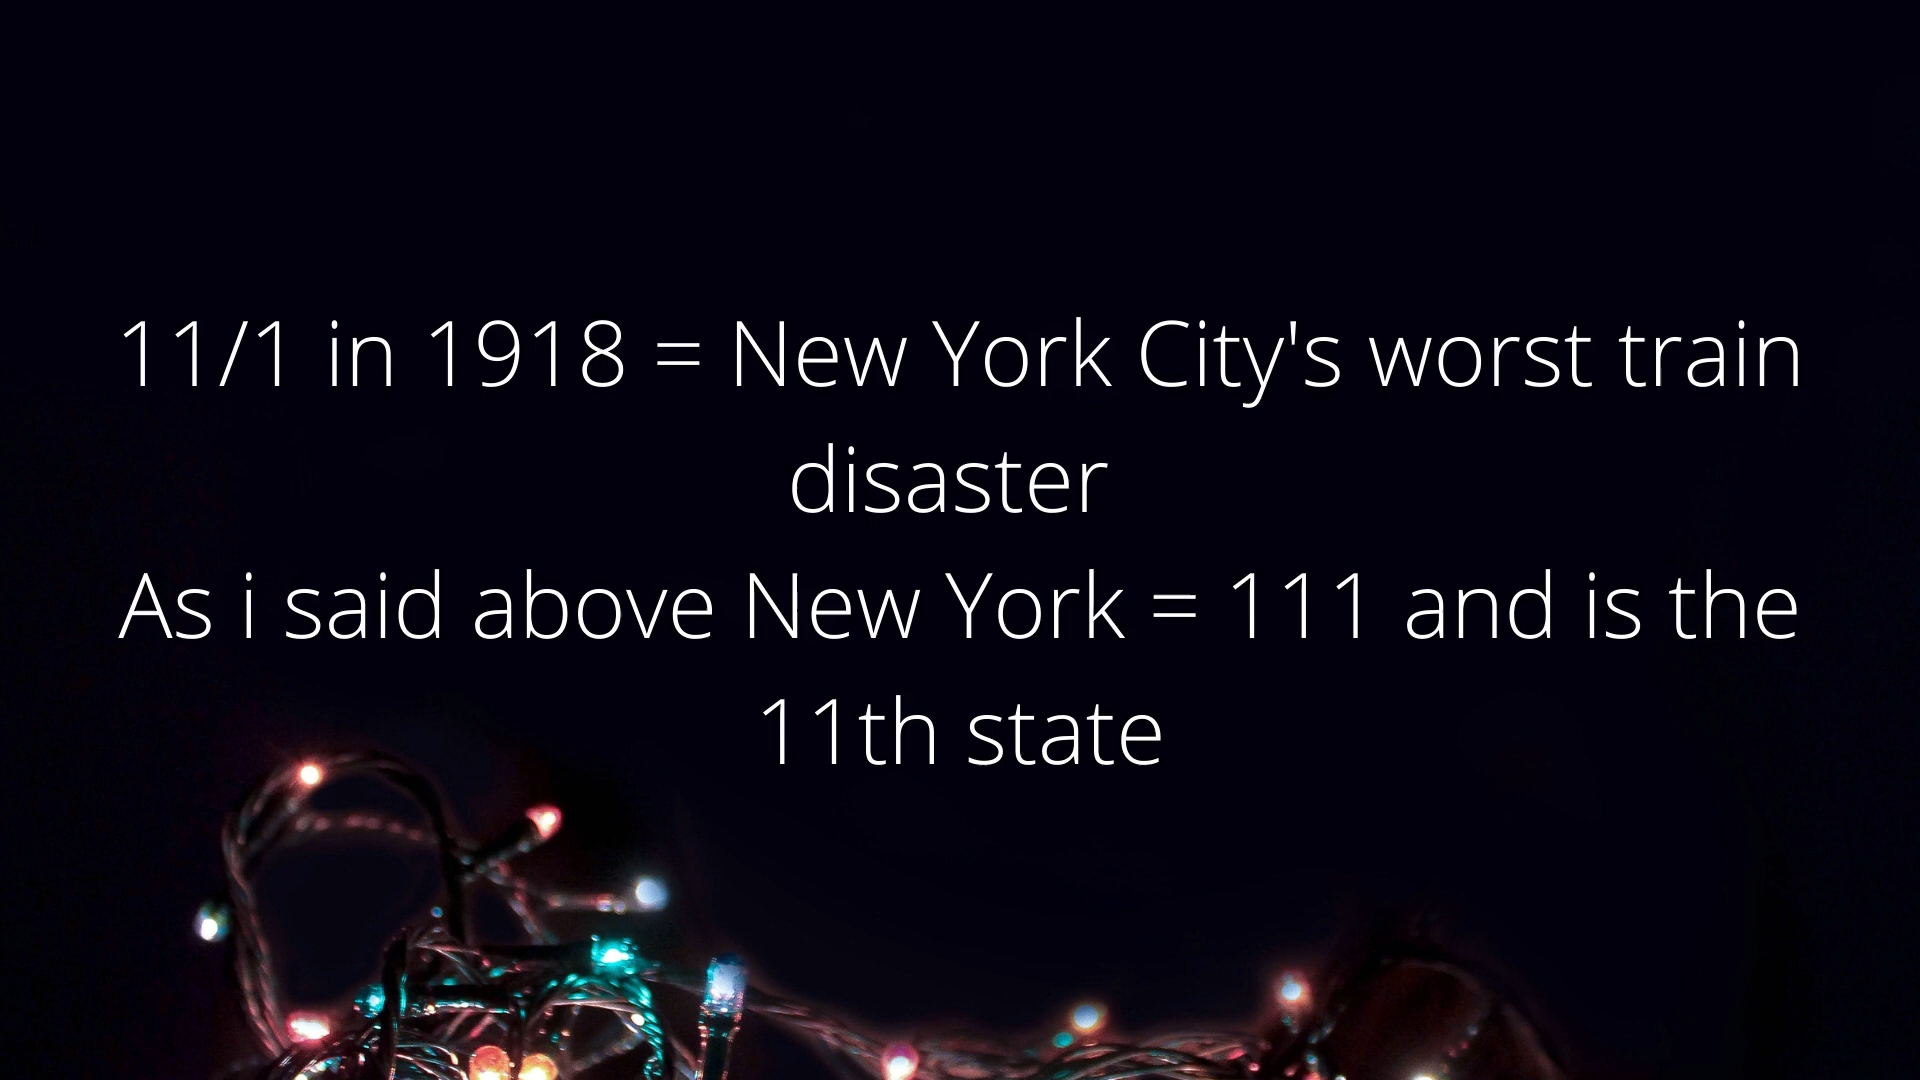 11/1 in 1918 = New York City's worst train
disaster
As i said above New York = 111 and is the
11th state